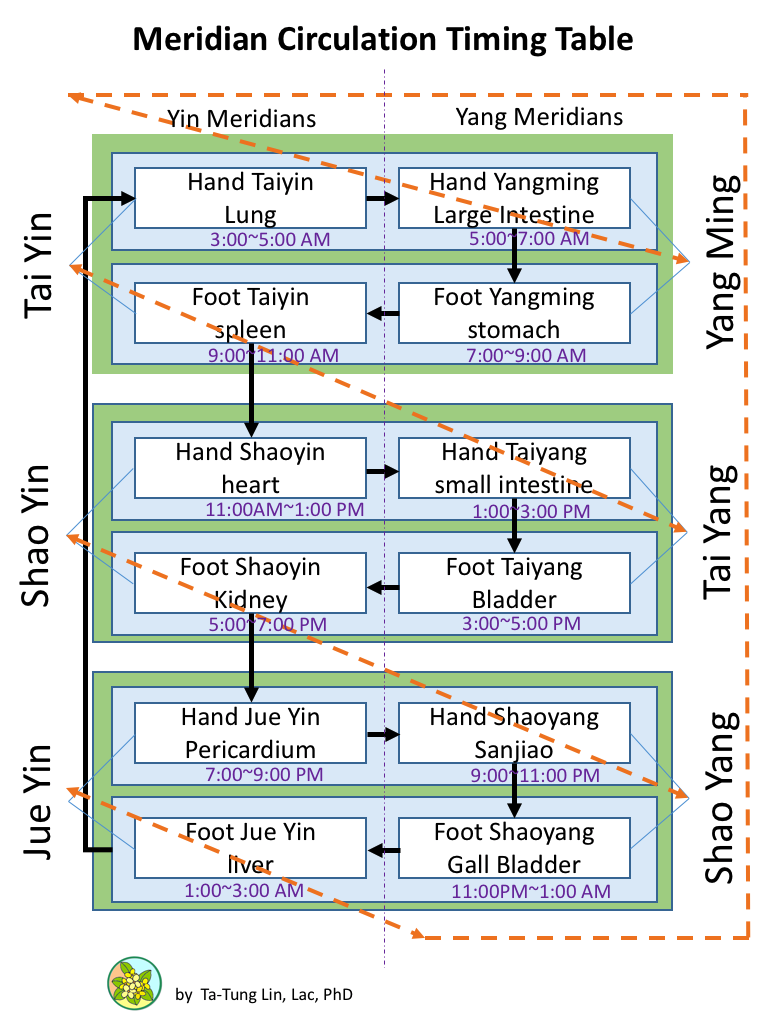 Meridian Circulation Timing Table
Yin Meridians
Yang Meridians
Tai Yin
Hand Taiyin
Lung
3:00~5:00 AM
Hand Yangming
Large Intestine
5:00~7:00 AM
Yang Ming
Foot Taiyin
spleen
9:00~11:00 AM
Foot Yangming
stomach
7:00~9:00 AM
Shao Yin
Hand Shaoyin
heart
11:00AM~1:00 PM
Hand Taiyang
small intestine
1:00~3:00 PM
Tai Yang
Foot Shaoyin
Kidney
5:00~7:00 PM
Foot Taiyang
Bladder
3:00~5:00 PM
Jue Yin
Hand Jue Yin
Pericardium
7:00~9:00 PM
Hand Shaoyang
Sanjiao
9:00~11:00 PM
Shao Yang
Foot Jue Yin
liver
1:00~3:00 AM
Foot Shaoyang
Gall Bladder
11:00PM~1:00 AM
by Ta-Tung Lin, Lac, PhD